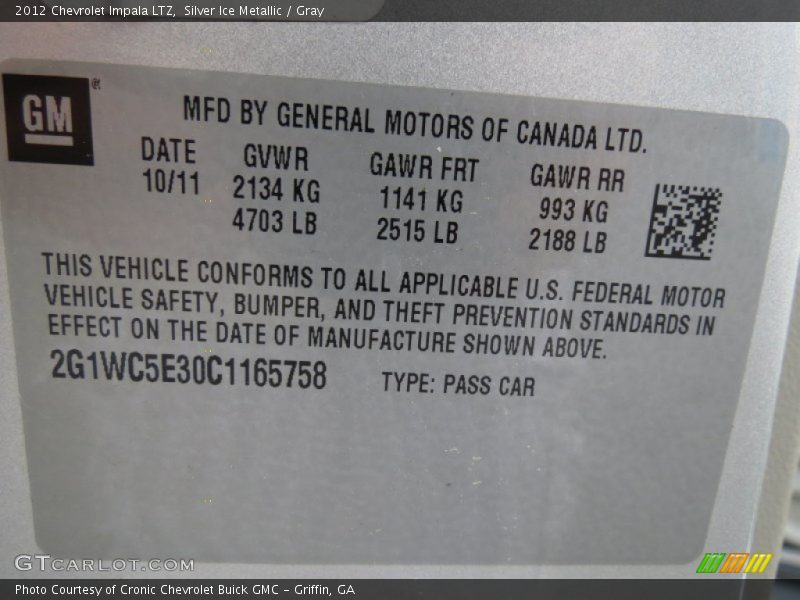 2012 Chevrolet Impala LTZ, Silver Ice Metallic / Gray
GM
MFD BY GENERAL MOTORS OF CANADA LTD.
DATE GVWR GAWR FRT GAWR RR
10/11 2134 KG 1141 KG 993 KG
4703 LB 2515 LB 2188 LB
THIS VEHICLE CONFORMS TO ALL APPLICABLE U.S. FEDERAL MOTOR
VEHICLE SAFETY, BUMPER, AND THEFT PREVENTION STANDARDS IN
EFFECT ON THE DATE OF MANUFACTURE SHOWN ABOVE.
2G1WC5E30C1165758 TYPE: PASS CAR
GTCARLOT.COM
Photo Courtesy of Cronic Chevrolet Buick GMC – Griffin, GA